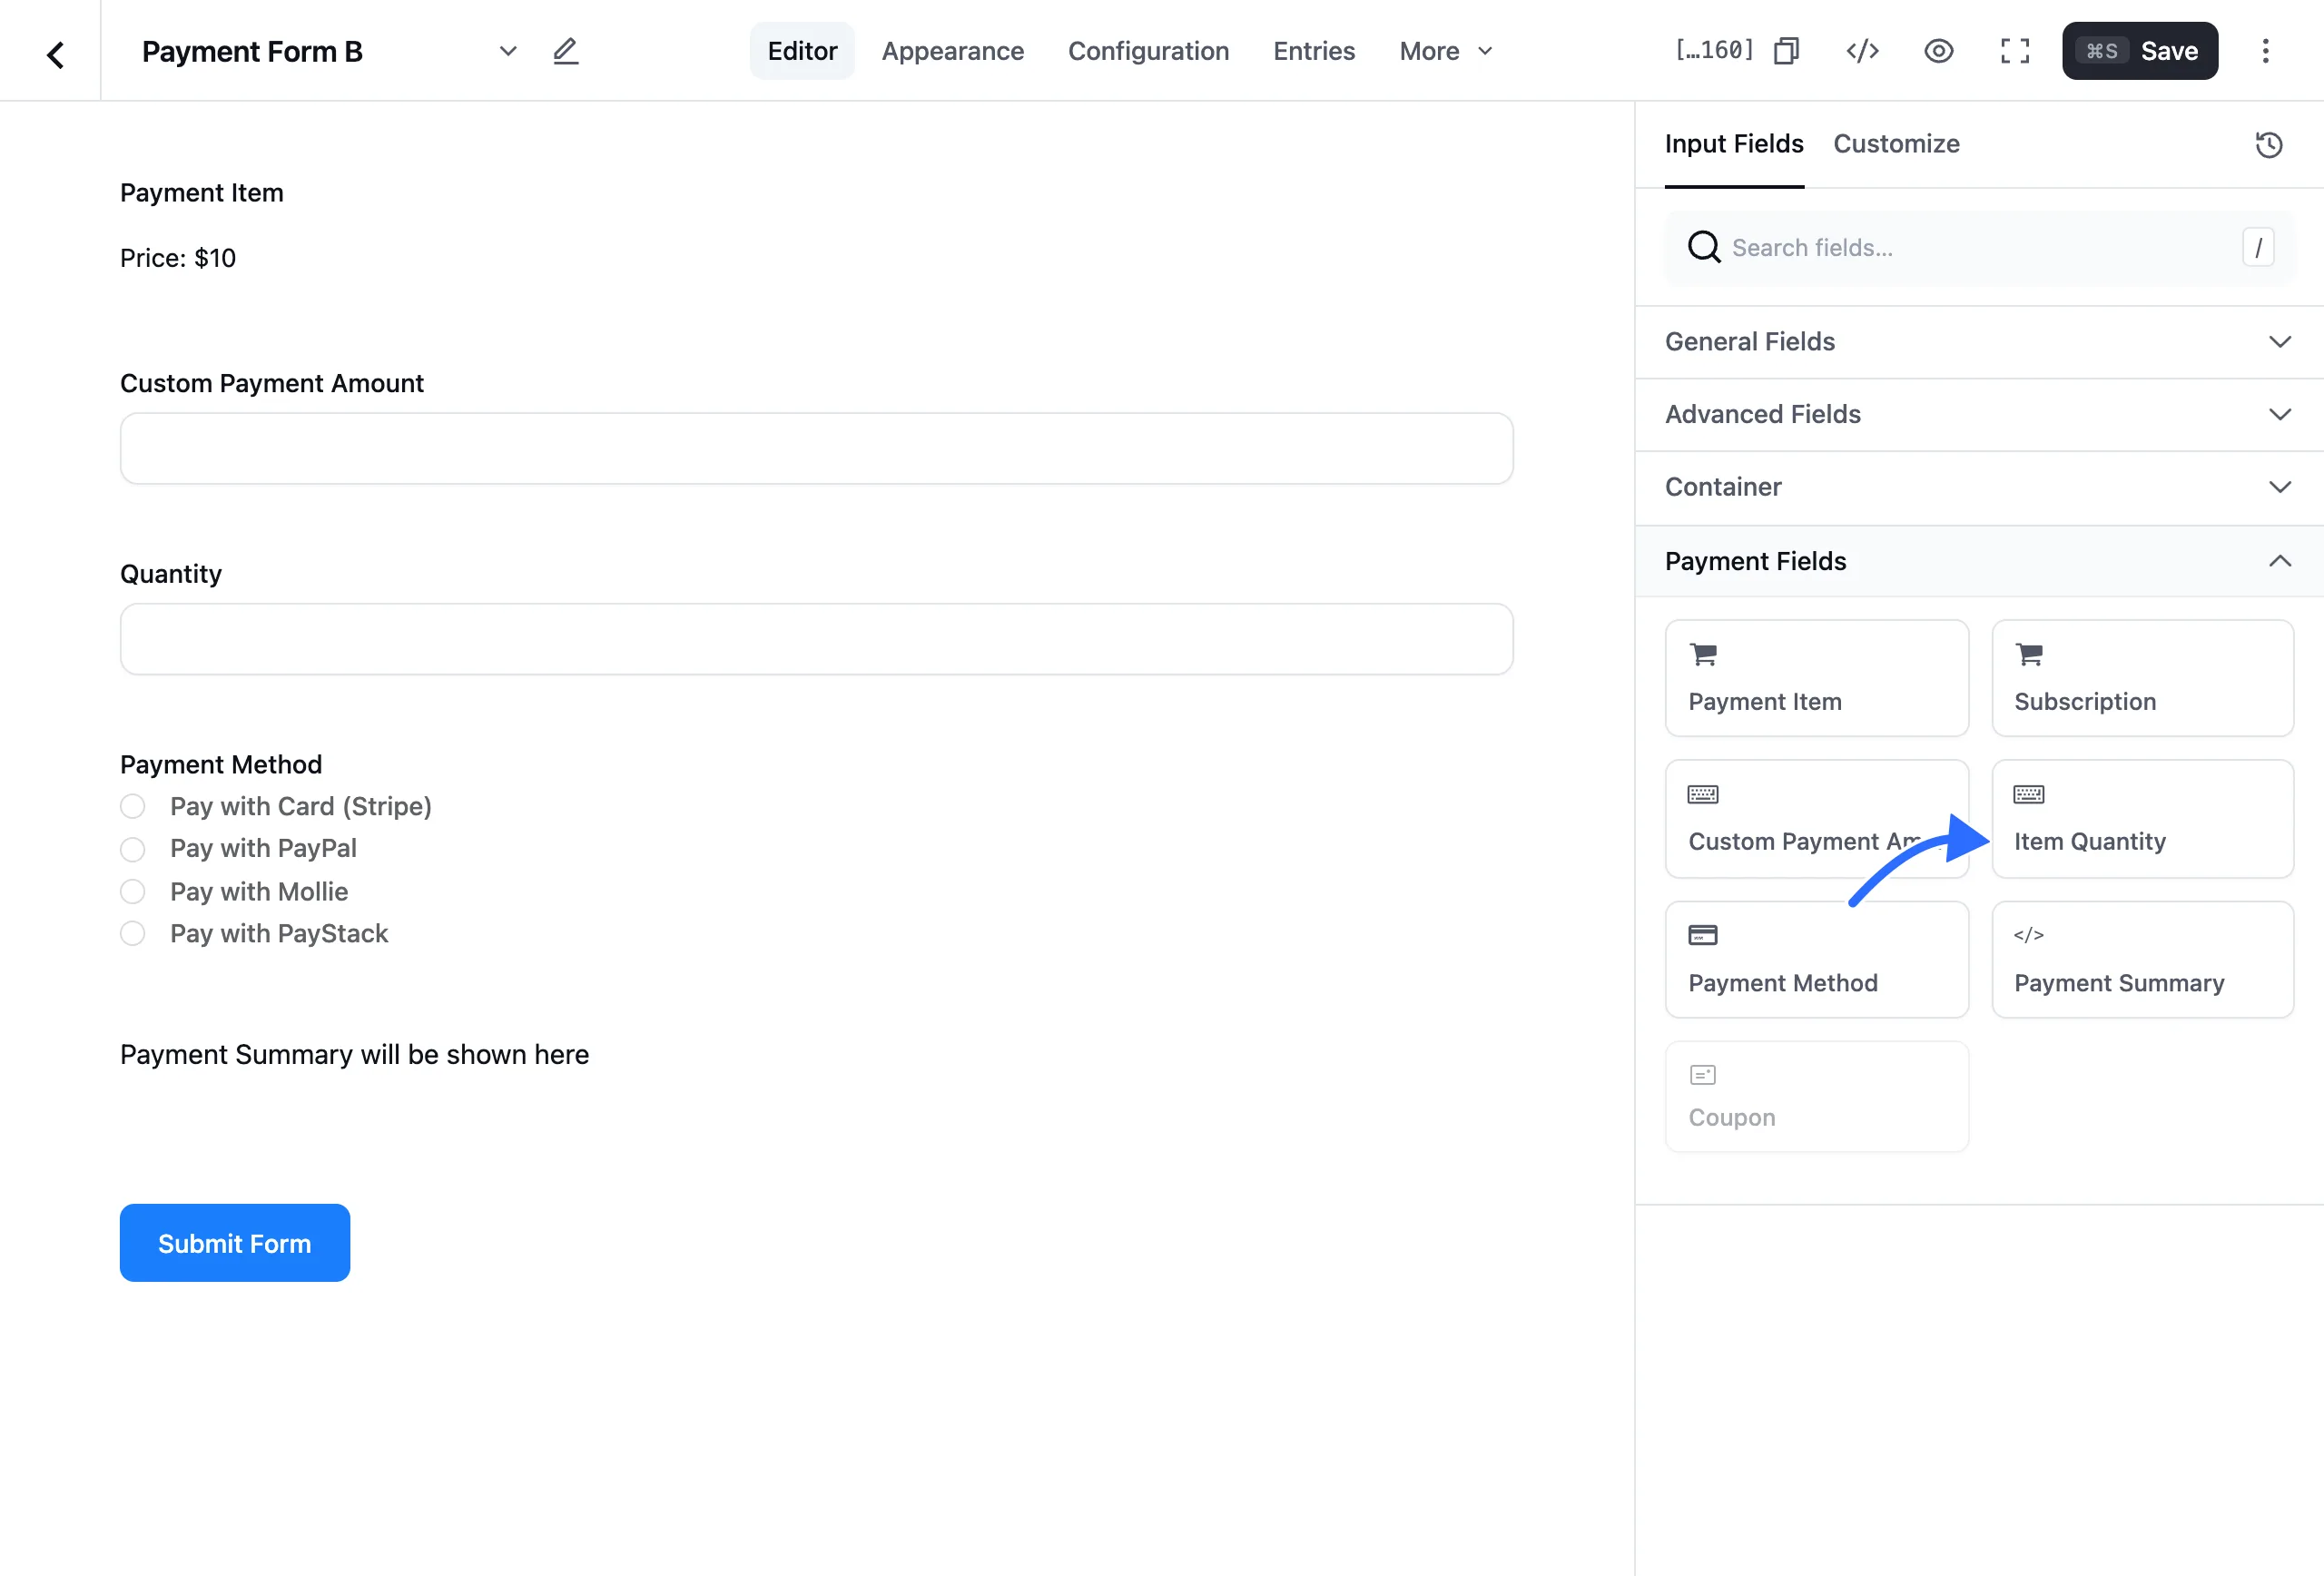 Payment Form B
Editor Appearance Configuration Entries More
[...160] </> ⌘S Save
Input Fields Customize
Search fields... /
General Fields
Advanced Fields
Container
Payment Fields
Payment Item Subscription
Custom Payment Am Item Quantity
Payment Method </> Payment Summary
Coupon
Payment Item
Price: $10
Custom Payment Amount
Quantity
Payment Method
Pay with Card (Stripe)
Pay with PayPal
Pay with Mollie
Pay with PayStack
Payment Summary will be shown here
Submit Form